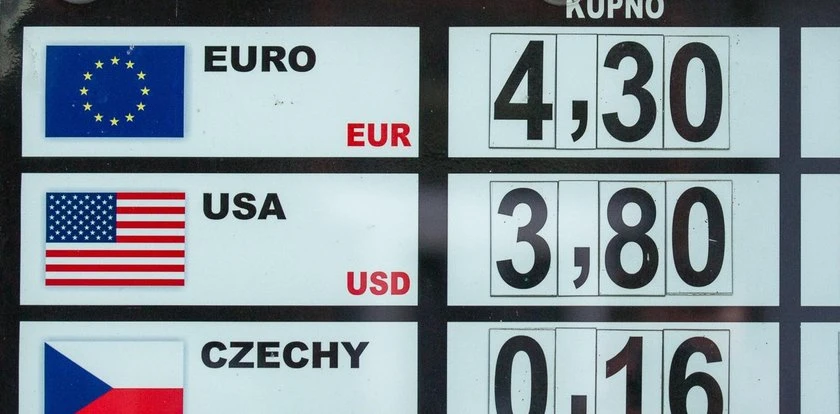 KUPNO
EURO
EUR
4,30
USA
USD
3,80
CZECHY
0,16